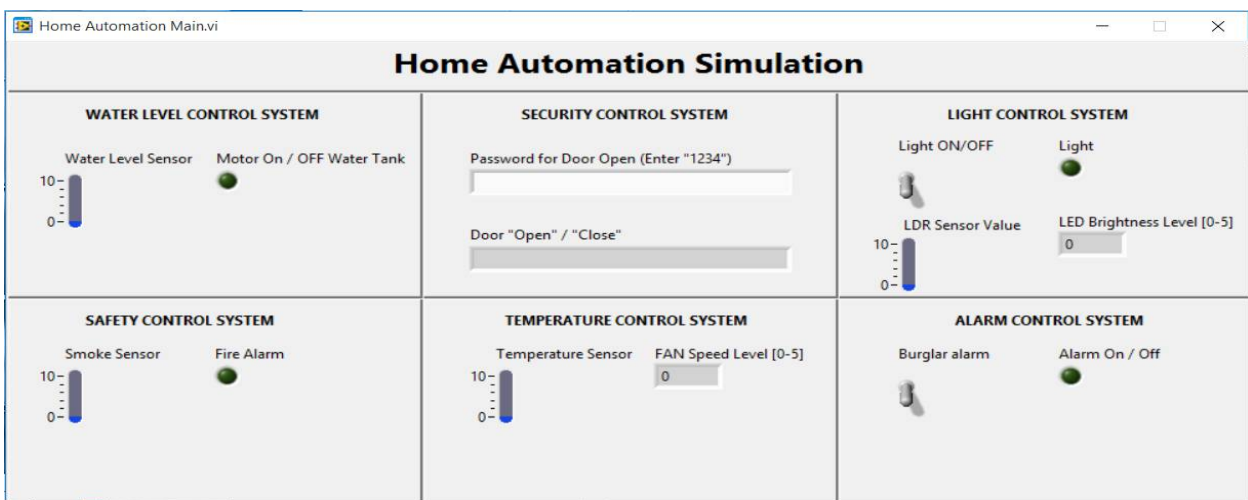 Home Automation Main.vi
Home Automation Simulation
WATER LEVEL CONTROL SYSTEM
Water Level Sensor
Motor On / OFF Water Tank
10
0
SECURITY CONTROL SYSTEM
Password for Door Open (Enter "1234")
Door "Open" / "Close"
LIGHT CONTROL SYSTEM
Light ON/OFF
Light
LDR Sensor Value
LED Brightness Level [0-5]
10
0
0
SAFETY CONTROL SYSTEM
Smoke Sensor
Fire Alarm
10
0
TEMPERATURE CONTROL SYSTEM
Temperature Sensor
FAN Speed Level [0-5]
10
0
0
ALARM CONTROL SYSTEM
Burglar alarm
Alarm On / Off